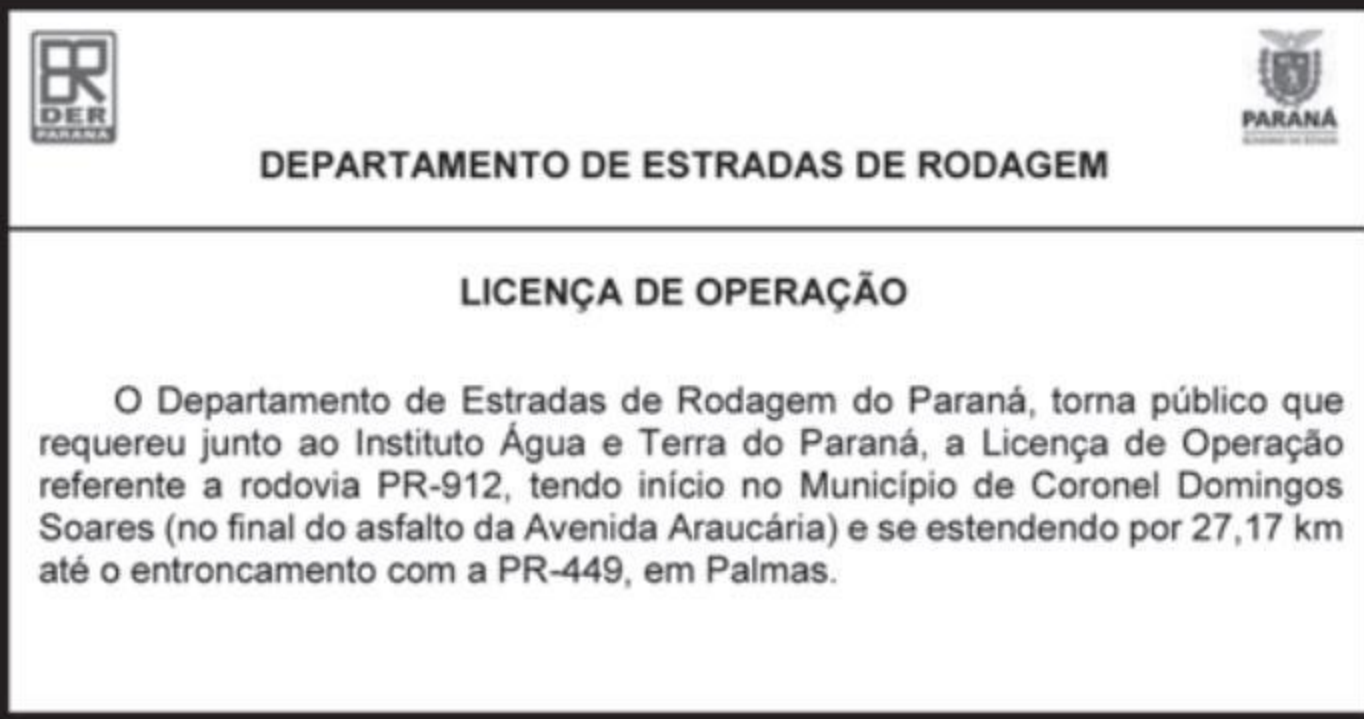 DER
PARANÁ
PARANÁ
DEPARTAMENTO DE ESTRADAS DE RODAGEM
LICENÇA DE OPERAÇÃO
O Departamento de Estradas de Rodagem do Paraná, torna público que
requereu junto ao Instituto Água e Terra do Paraná, a Licença de Operação
referente a rodovia PR-912, tendo início no Município de Coronel Domingos
Soares (no final do asfalto da Avenida Araucária) e se estendendo por 27,17 km
até o entroncamento com a PR-449, em Palmas.